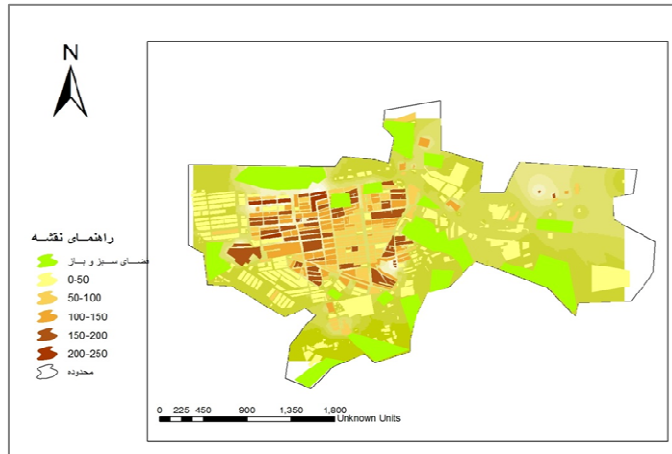 N
راهنمای نقشه
فضای سبز و باز
0-50
50-100
100-150
150-200
200-250
محدوده
0 225 450 900 1,350 1,800
Unknown Units